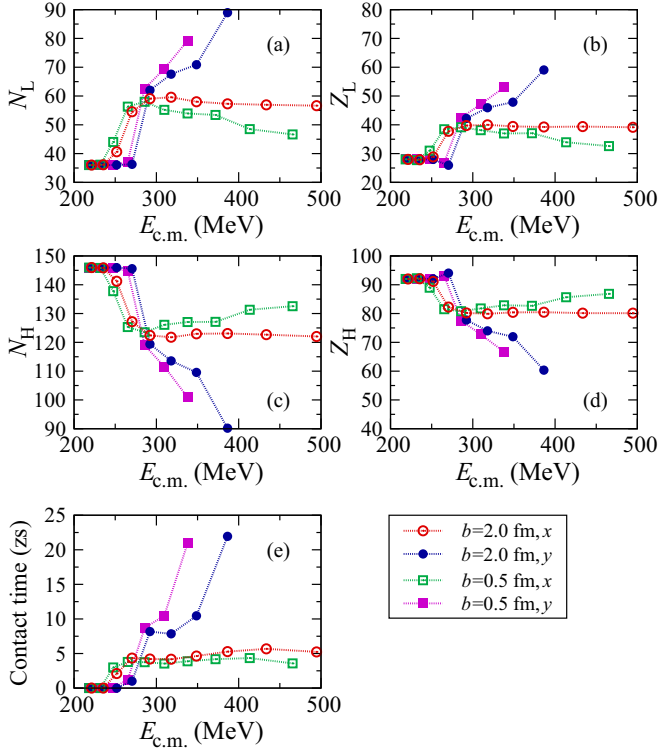 90
80
70
60
50
40
30
N_L
(a)
200 300 400 500
E_c.m. (MeV)
80
70
60
50
40
30
20
Z_L
(b)
200 300 400 500
E_c.m. (MeV)
150
140
130
120
110
100
90
N_H
(c)
200 300 400 500
E_c.m. (MeV)
100
90
80
70
60
50
40
Z_H
(d)
200 300 400 500
E_c.m. (MeV)
25
20
15
10
5
0
Contact time (zs)
(e)
200 300 400 500
E_c.m. (MeV)
b=2.0 fm, x
b=2.0 fm, y
b=0.5 fm, x
b=0.5 fm, y